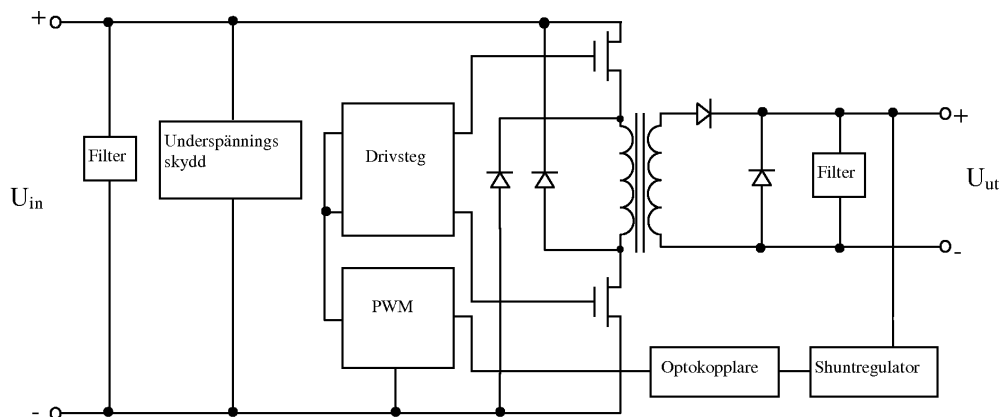 +
Underspännings
skydd
Filter
Drivsteg
+
Filter
U_in
U_ut
-
PWM
Optokopplare
Shuntregulator
-